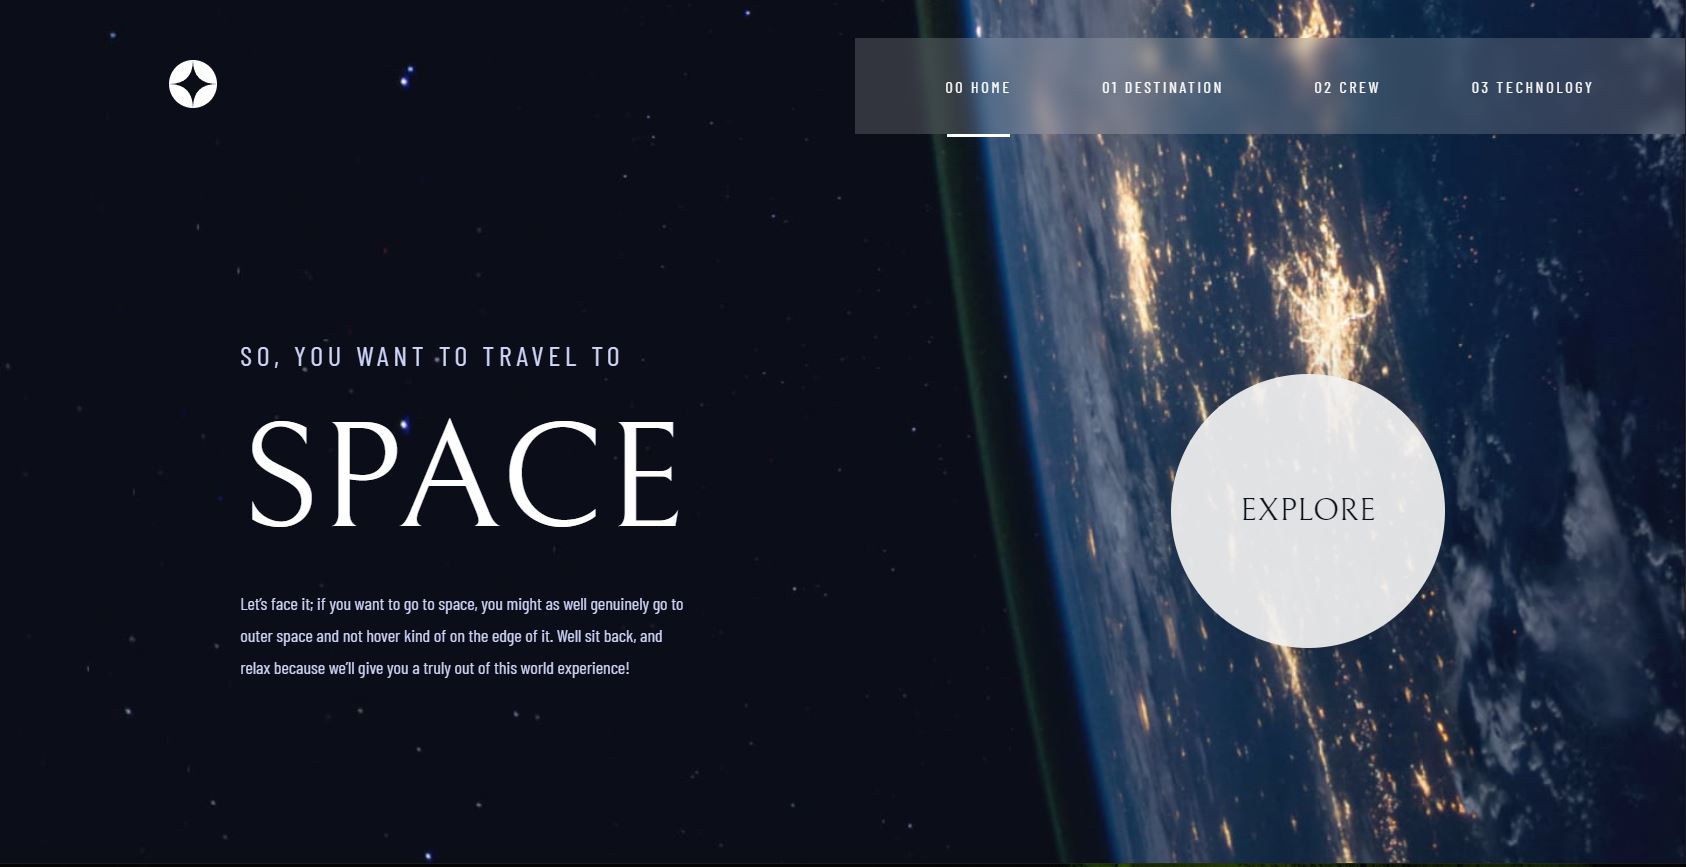 00 HOME 01 DESTINATION 02 CREW 03 TECHNOLOGY
SO, YOU WANT TO TRAVEL TO
SPACE
Let’s face it; if you want to go to space, you might as well genuinely go to
outer space and not hover kind of on the edge of it. Well sit back, and
relax because we’ll give you a truly out of this world experience!
EXPLORE